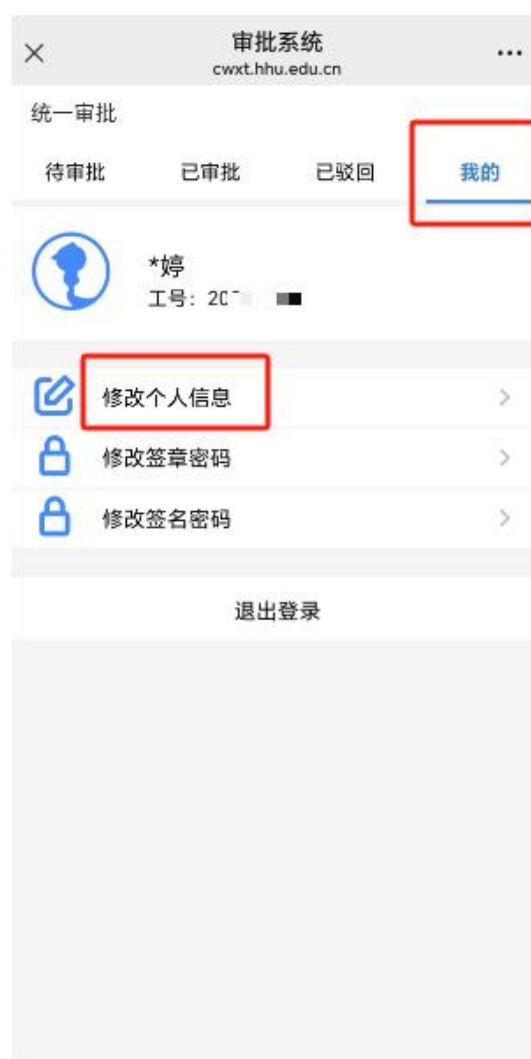 审批系统
cwxt.hhu.edu.cn
统一审批
待审批 已审批 已驳回 我的
*婷
工号: 20
修改个人信息
修改签章密码
修改签名密码
退出登录